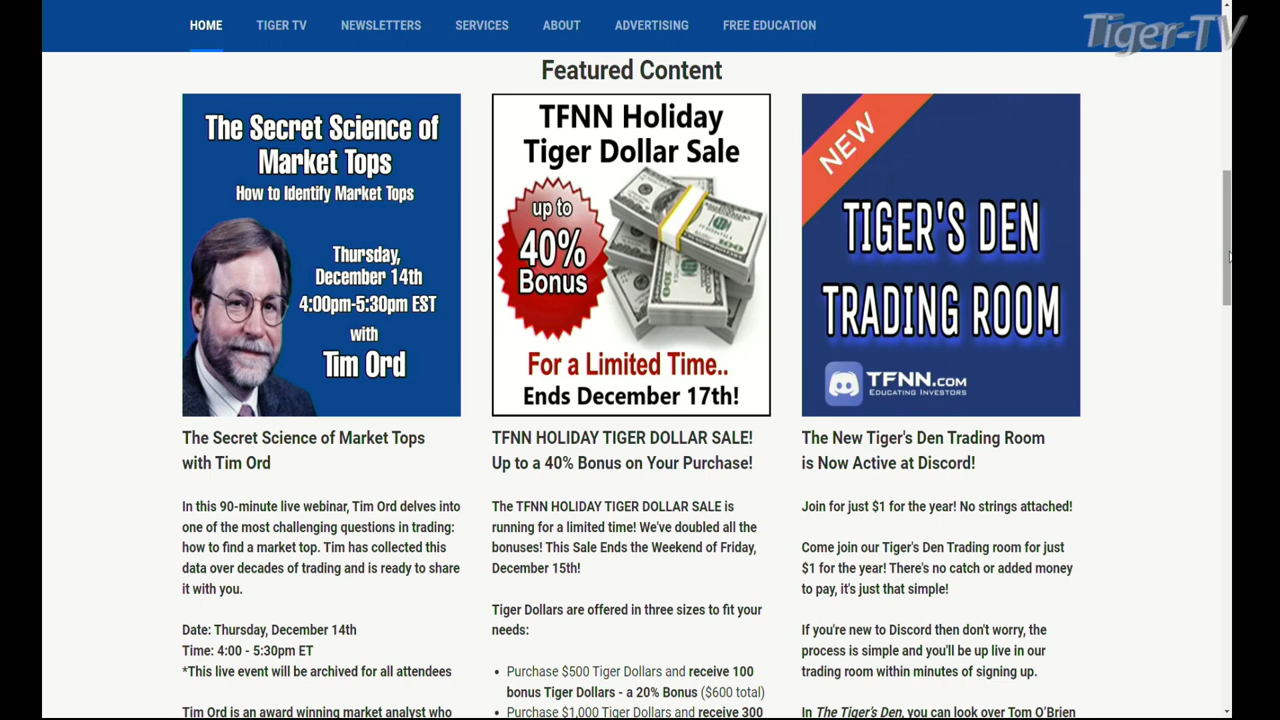 HOME TIGER TV NEWSLETTERS SERVICES ABOUT ADVERTISING FREE EDUCATION
Tiger-TV
Featured Content
The Secret Science of
Market Tops
How to Identify Market Tops
Thursday,
December 14th
4:00pm-5:30pm EST
with
Tim Ord
The Secret Science of Market Tops
with Tim Ord
In this 90-minute live webinar, Tim Ord delves into
one of the most challenging questions in trading:
how to find a market top. Tim has collected this
data over decades of trading and is ready to share
it with you.
Date: Thursday, December 14th
Time: 4:00 - 5:30pm ET
*This live event will be archived for all attendees
Tim Ord is an award winning market analyst who
TFNN Holiday
Tiger Dollar Sale
up to
40%
Bonus
For a Limited Time..
Ends December 17th!
TFNN HOLIDAY TIGER DOLLAR SALE!
Up to a 40% Bonus on Your Purchase!
The TFNN HOLIDAY TIGER DOLLAR SALE is
running for a limited time! We've doubled all the
bonuses! This Sale Ends the Weekend of Friday,
December 15th!
Tiger Dollars are offered in three sizes to fit your
needs:
• Purchase $500 Tiger Dollars and receive 100
bonus Tiger Dollars - a 20% Bonus ($600 total)
• Purchase $1,000 Tiger Dollars and receive 300
NEW
TIGER'S DEN
TRADING ROOM
TFNN.COM
EDUCATING INVESTORS
The New Tiger's Den Trading Room
is Now Active at Discord!
Join for just $1 for the year! No strings attached!
Come join our Tiger's Den Trading room for just
$1 for the year! There's no catch or added money
to pay, it's just that simple!
If you're new to Discord then don't worry, the
process is simple and you'll be up live in our
trading room within minutes of signing up.
In The Tiger's Den, you can look over Tom O'Brien